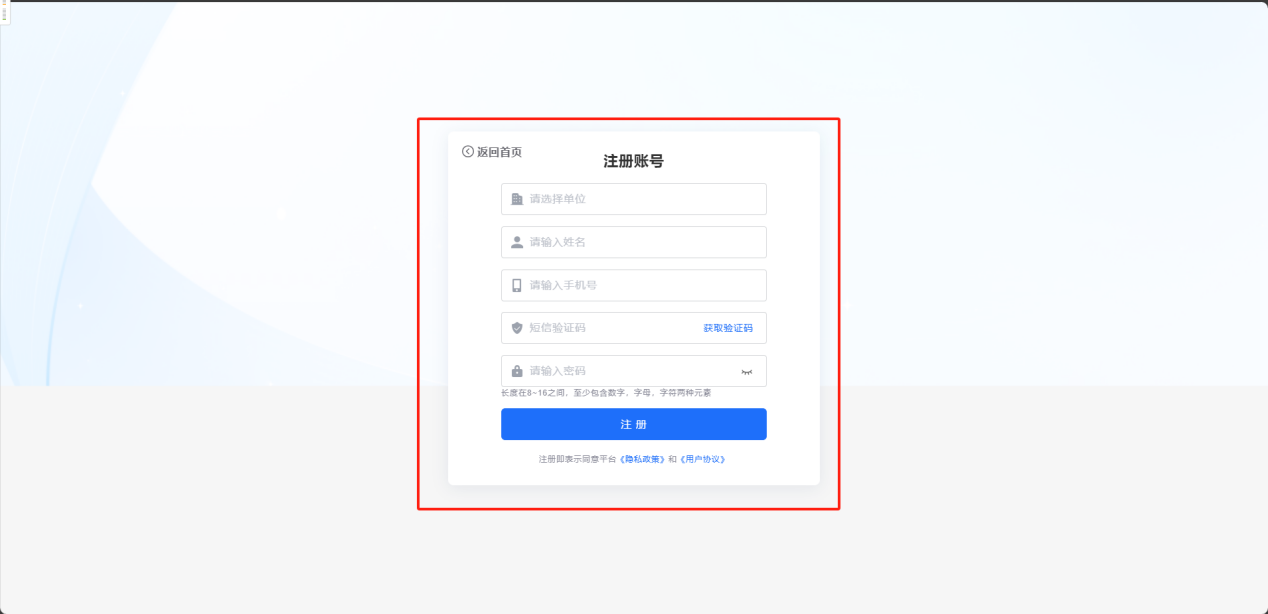 返回首页
注册账号
请选择单位
请输入姓名
请输入手机号
短信验证码 获取验证码
请输入密码
长度在8~16之间，至少包含数字、字母、字符两种元素
注 册
注册即表示同意平台《隐私政策》和《用户协议》